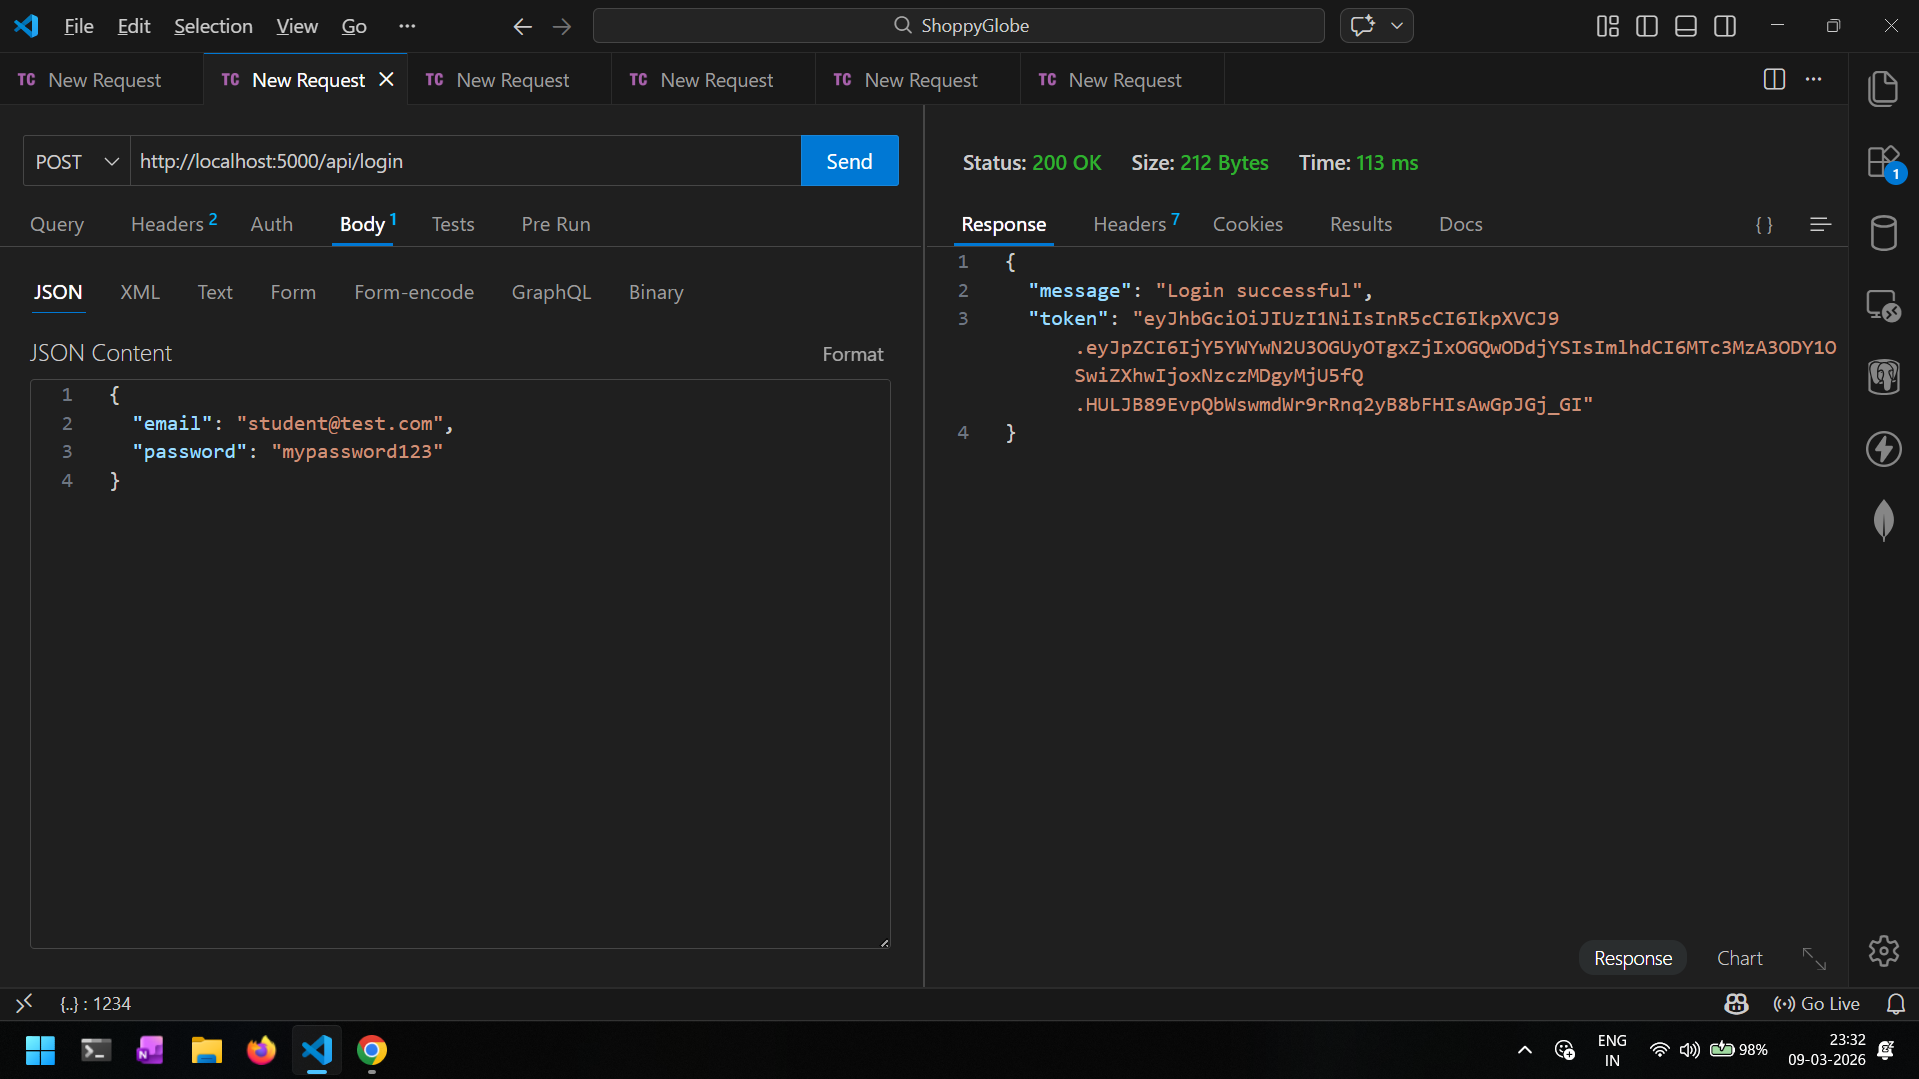 File Edit Selection View Go ··· ShoppyGlobe
TC New Request TC New Request TC New Request TC New Request TC New Request TC New Request
POST http://localhost:5000/api/login Send
Status: 200 OK Size: 212 Bytes Time: 113 ms
Query Headers 2 Auth Body 1 Tests Pre Run
Response Headers 7 Cookies Results Docs { }
JSON XML Text Form Form-encode GraphQL Binary
JSON Content Format
1 {
2 "email": "student@test.com",
3 "password": "mypassword123"
4 }
1 {
2 "message": "Login successful",
3 "token": "eyJhbGciOiJIUzI1NiIsInR5cCI6IkpXVCJ9
.eyJpZCI6IjY5YWYwN2U3OGUyOTgxZjIxOGQwODdjYSIsImlhdCI6MTc3MzA3ODY1O
SwiZXhwIjoxNzczMDgyMjU5fQ
.HULJB89EvpQbWswmdWr9rRnq2yB8bFHIsAwGpJGj_GI"
4 }
1
Response Chart
{..} : 1234 Go Live
ENG 23:32
IN 98% 09-03-2026